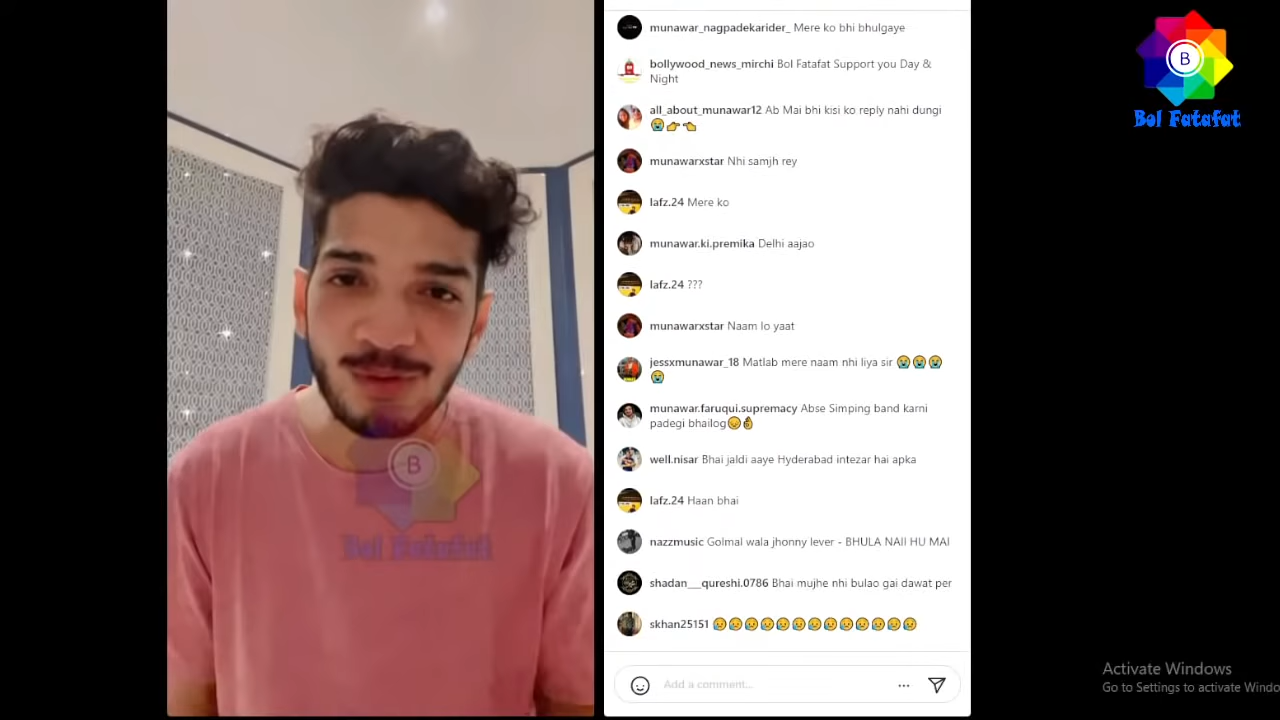 munawar_nagpadekarider_ Mere ko bhi bhulgaye
bollywood_news_mirchi Bol Fatafat Support you Day &
Night
all_about_munawar12 Ab Mai bhi kisi ko reply nahi dungi
😭👉👈
munawarxstar Nhi samjh rey
lafz.24 Mere ko
munawar.ki.premika Delhi aajao
lafz.24 ???
munawarxstar Naam lo yaat
jessxmunawar_18 Matlab mere naam nhi liya sir 😭😭😭
😭
munawar.faruqui.supremacy Abse Simping band karni
padegi bhailog😞👌
well.nisar Bhai jaldi aaye Hyderabad intezar hai apka
lafz.24 Haan bhai
nazzmusic Golmal wala jhonny lever - BHULA NAII HU MAI
shadan___qureshi.0786 Bhai mujhe nhi bulao gai dawat per
skhan25151 😥😥😥😥😥😥😥😥😥😥😥😥😥
Add a comment...
B
Bol Fatafat
B
Bol Fatafat
Activate Windows
Go to Settings to activate Windo